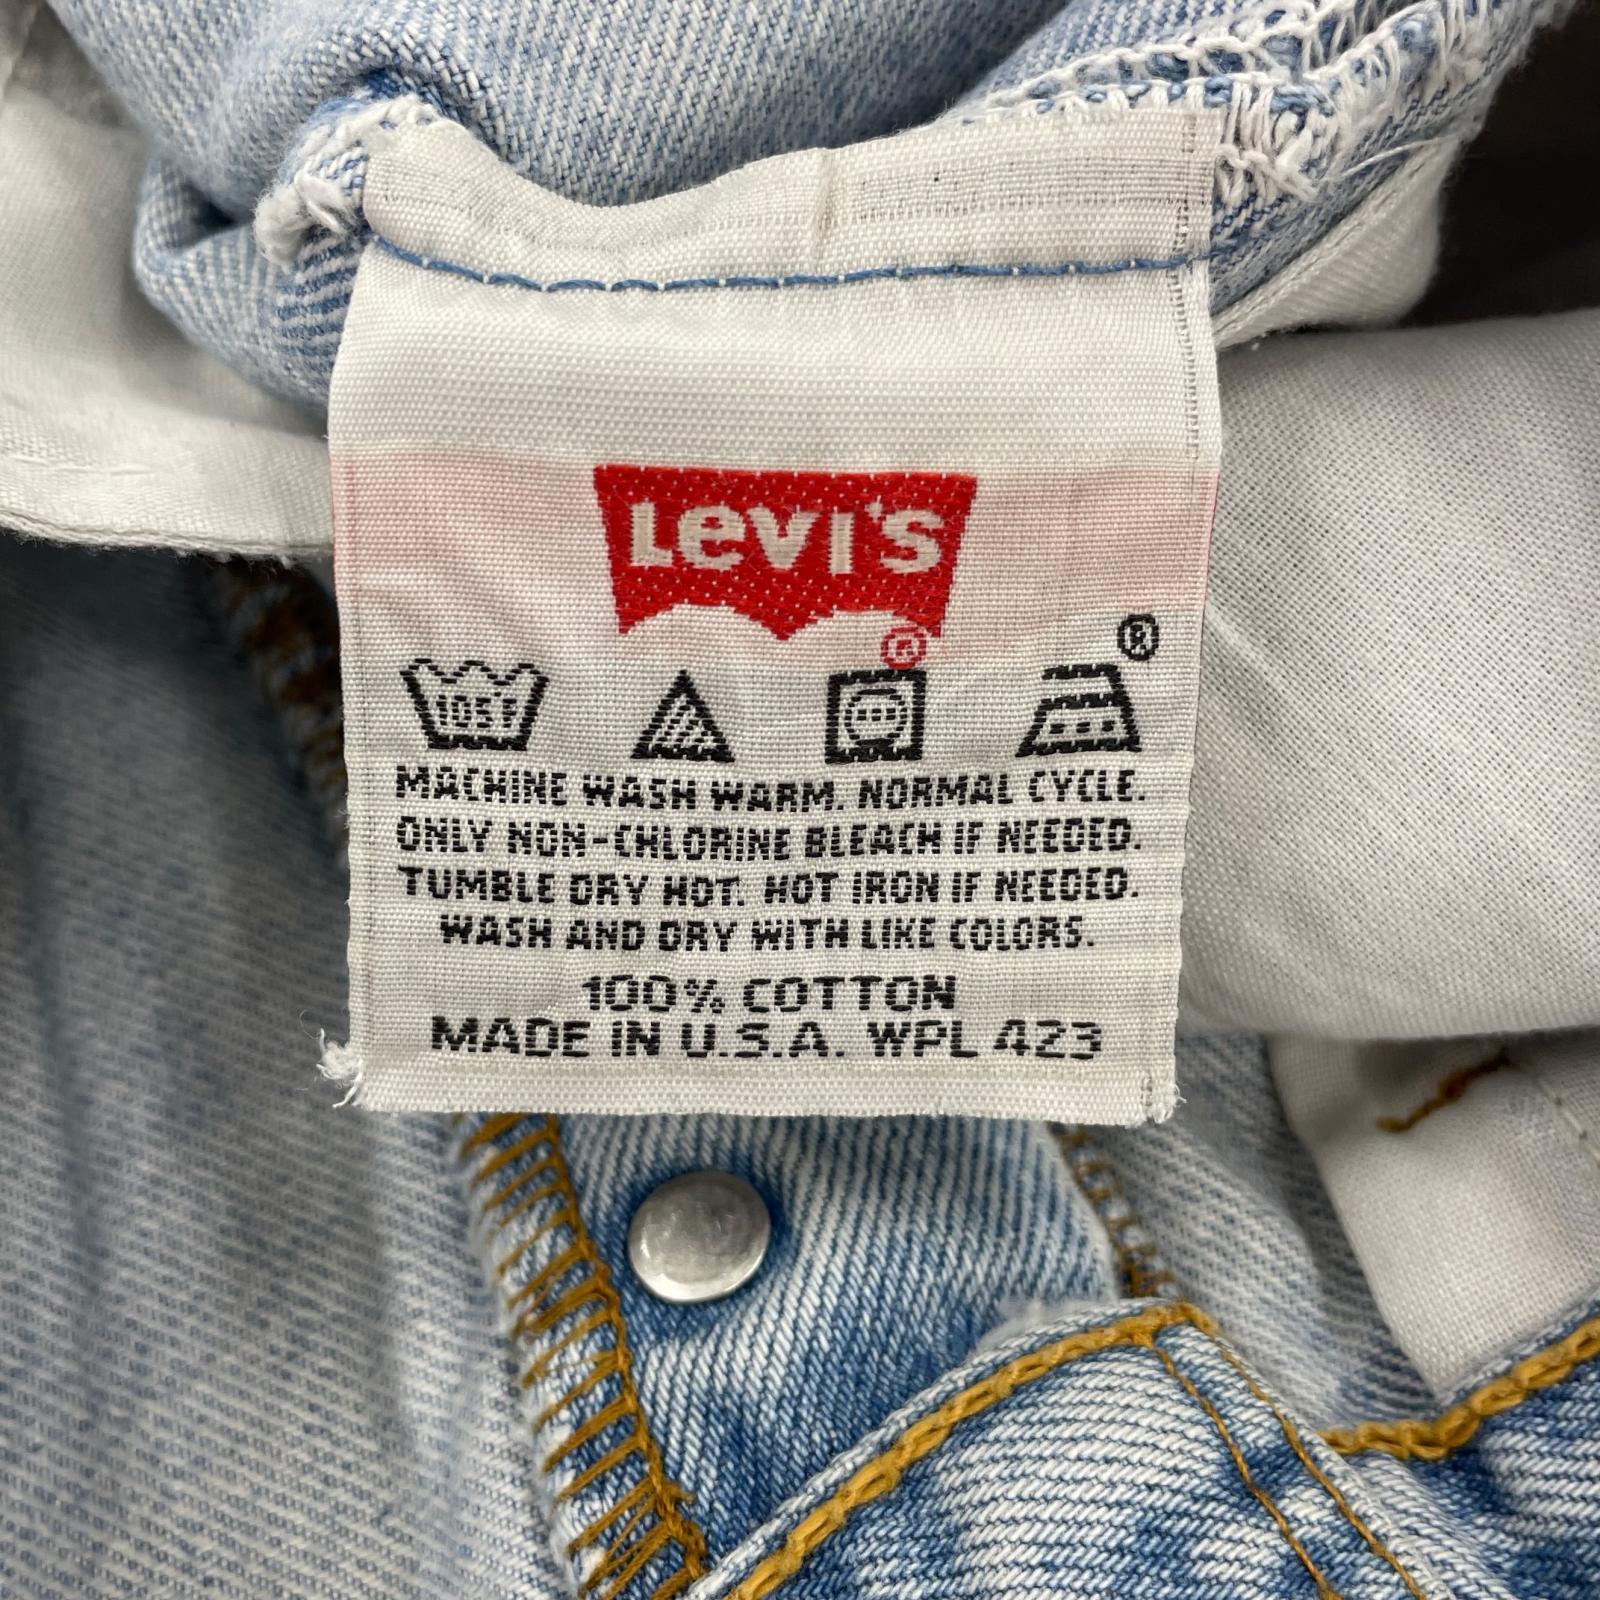 LEVI'S
®
®
105F
MACHINE WASH WARM. NORMAL CYCLE.
ONLY NON-CHLORINE BLEACH IF NEEDED.
TUMBLE DRY HOT. HOT IRON IF NEEDED.
WASH AND DRY WITH LIKE COLORS.
100% COTTON
MADE IN U.S.A. WPL 423